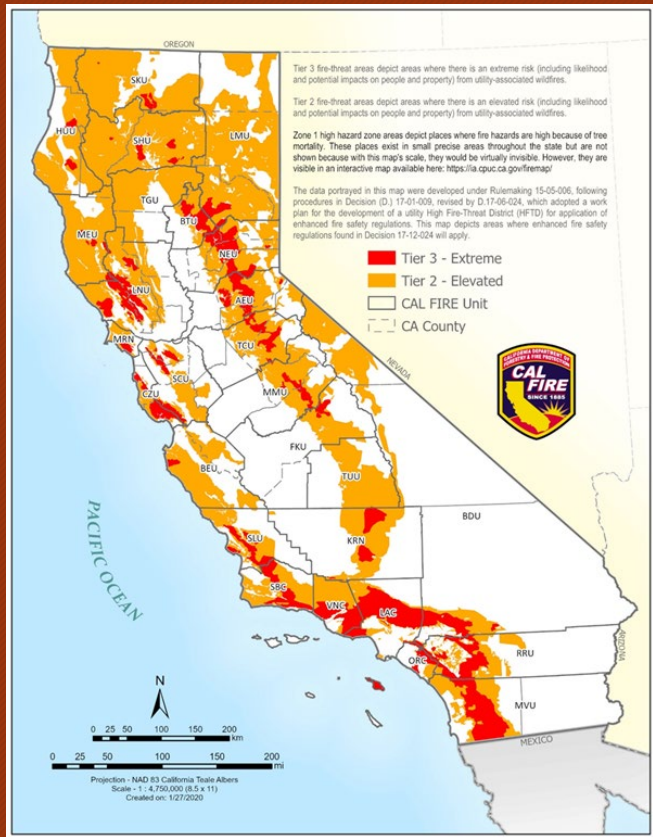 OREGON
Tier 3 fire-threat areas depict areas where there is an extreme risk (including likelihood
and potential impacts on people and property) from utility-associated wildfires.
Tier 2 fire-threat areas depict areas where there is an elevated risk (including likelihood
and potential impacts on people and property) from utility-associated wildfires.
Zone 1 high hazard zone areas depict places where fire hazards are high because of tree
mortality. These places exist in small precise areas throughout the state but are not
shown because with this map's scale, they would be virtually invisible. However, they are
visible in an interactive map available here: https://ia.cpuc.ca.gov/firemap/
The data portrayed in this map were developed under Rulemaking 15-05-006, following
procedures in Decision (D.) 17-01-009, revised by D.17-06-024, which adopted a work
plan for the development of a utility High Fire-Threat District (HFTD) for application of
enhanced fire safety regulations. This map depicts areas where enhanced fire safety
regulations found in Decision 17-12-024 will apply.
Tier 3 - Extreme
Tier 2 - Elevated
CAL FIRE Unit
CA County
SKU
HUU
SHU
LMU
TGU
BTU
MEU
NEU
LNU
AEU
MRN
TCU
NEVADA
CALIFORNIA DEPARTMENT OF
FORESTRY & FIRE PROTECTION
CAL
FIRE
SINCE 1885
SCU
CZU
MMU
BEU
FKU
TUU
PACIFIC OCEAN
BDU
KRN
SLU
SBC
VNC
LAC
ORC
RRU
ARIZONA
MVU
MEXICO
N
0 25 50 100 150 200
km
0 25 50 100 150 200
mi
Projection - NAD 83 California Teale Albers
Scale - 1 : 4,750,000 (8.5 x 11)
Created on: 1/27/2020